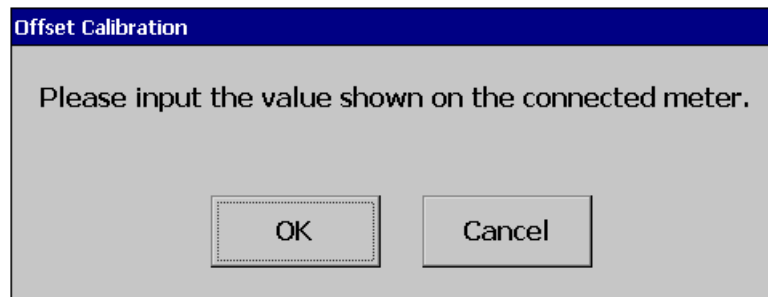 Offset Calibration
Please input the value shown on the connected meter.
OK
Cancel